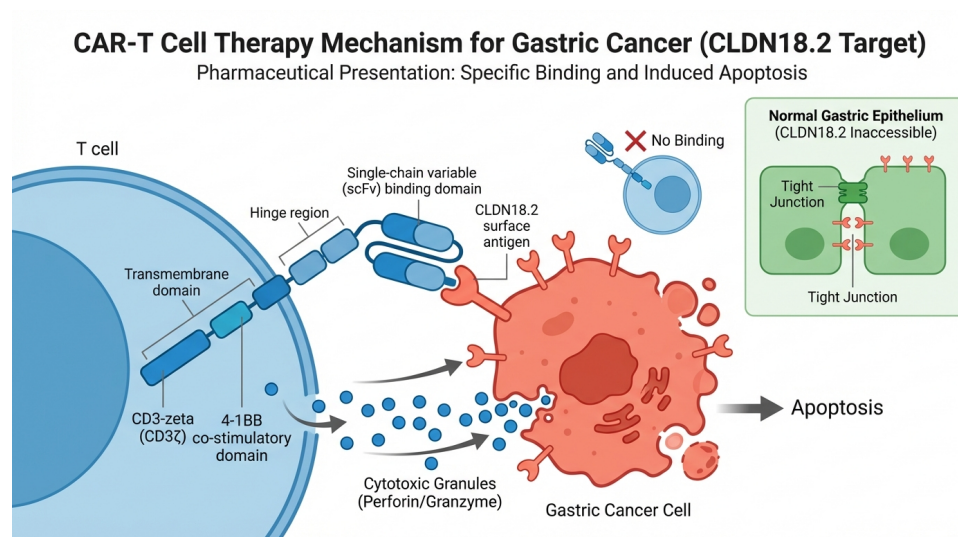 CAR-T Cell Therapy Mechanism for Gastric Cancer (CLDN18.2 Target)
Pharmaceutical Presentation: Specific Binding and Induced Apoptosis
T cell
Hinge region
Single-chain variable
(scFv) binding domain
CLDN18.2
surface
antigen
No Binding
Normal Gastric Epithelium
(CLDN18.2 Inaccessible)
Tight
Junction
Tight Junction
Transmembrane
domain
CD3-zeta
(CD3ζ)
4-1BB
co-stimulatory
domain
Cytotoxic Granules
(Perforin/Granzyme)
Gastric Cancer Cell
Apoptosis